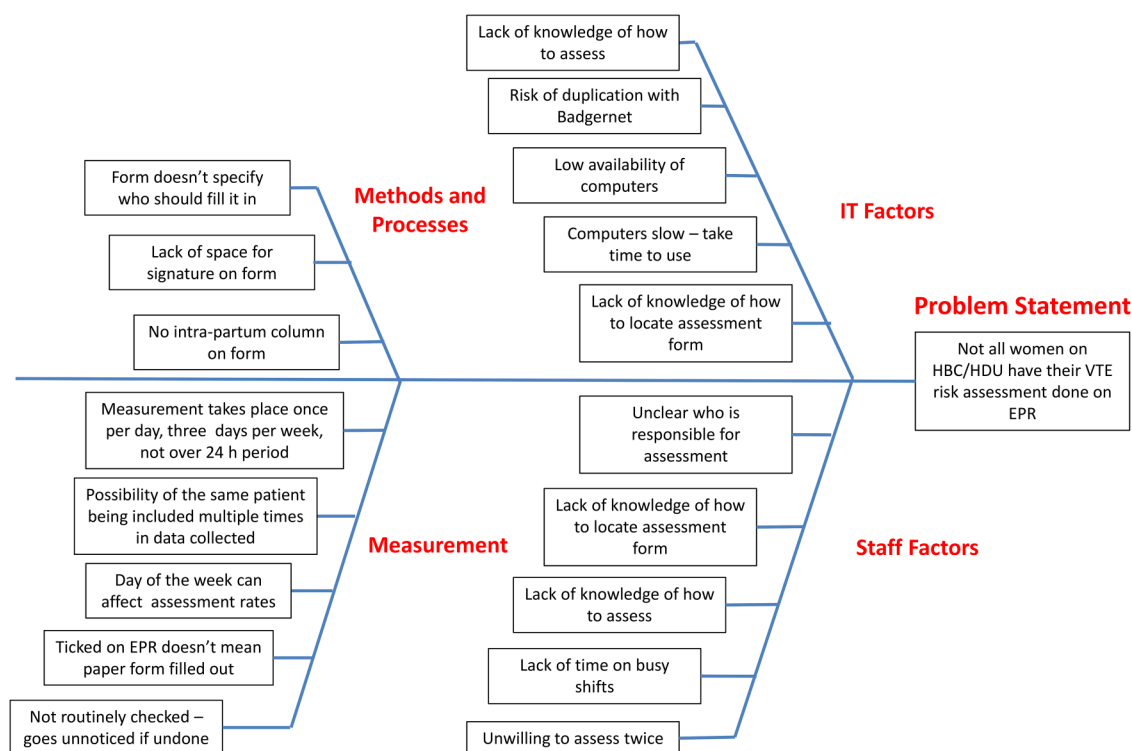 Lack of knowledge of how
to assess
Risk of duplication with
Badgernet
Low availability of
computers
Computers slow – take
time to use
Lack of knowledge of how
to locate assessment
form
IT Factors
Form doesn’t specify
who should fill it in
Lack of space for
signature on form
No intra-partum column
on form
Methods and
Processes
Problem Statement
Not all women on
HBC/HDU have their VTE
risk assessment done on
EPR
Measurement takes place once
per day, three  days per week,
not over 24 h period
Possibility of the same patient
being included multiple times
in data collected
Day of the week can
affect  assessment rates
Ticked on EPR doesn’t mean
paper form filled out
Not routinely checked –
goes unnoticed if undone
Measurement
Unclear who is
responsible for
assessment
Lack of knowledge of how
to locate assessment
form
Lack of knowledge of how
to assess
Lack of time on busy
shifts
Unwilling to assess twice
Staff Factors